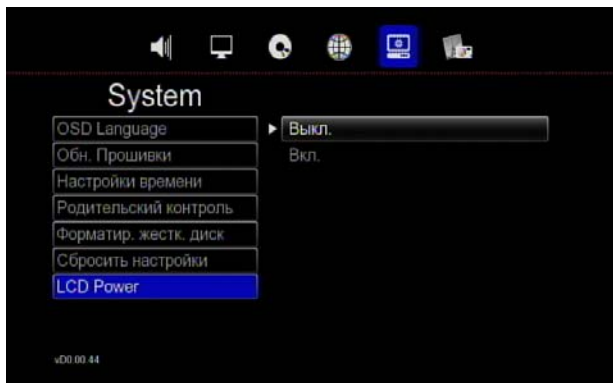 System
OSD Language
Выкл.
Обн. Прошивки
Вкл.
Настройки времени
Родительский контроль
Форматир. жестк. диск
Сбросить настройки
LCD Power
vD0.00.44